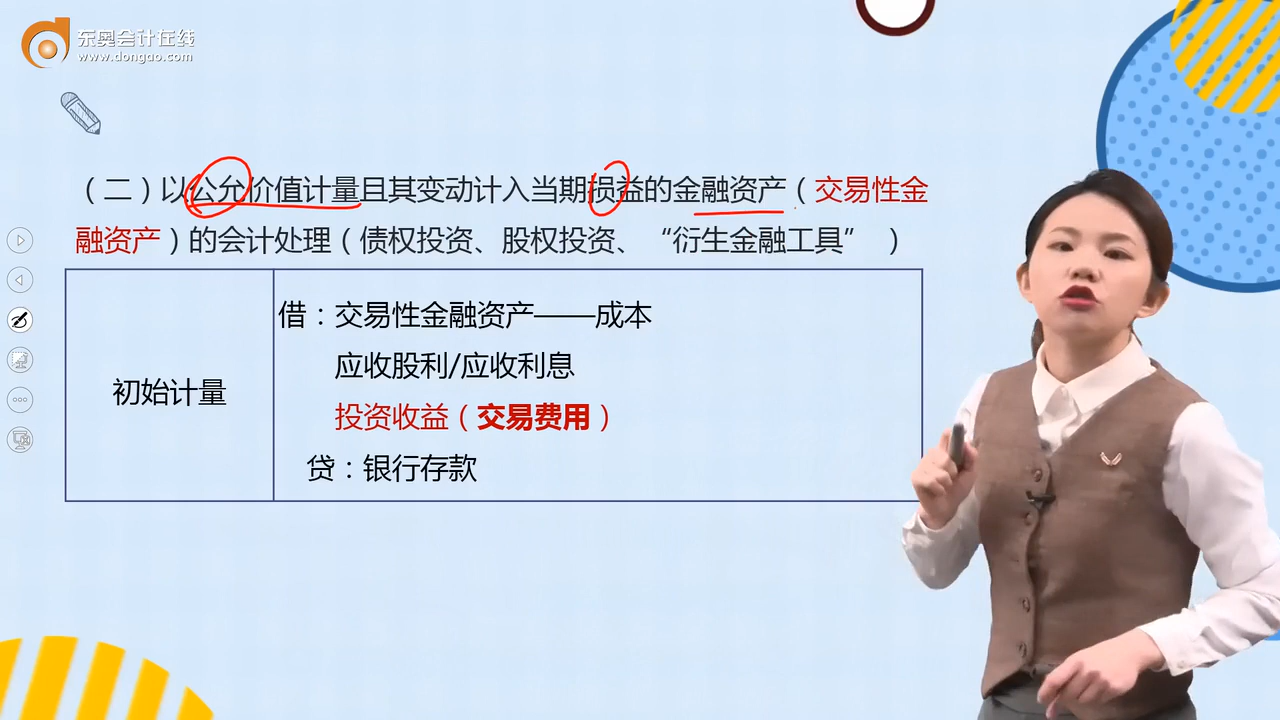 东奥会计在线
www.dongao.com
（二）以公允价值计量且其变动计入当期损益的金融资产（交易性金
融资产）的会计处理（债权投资、股权投资、“衍生金融工具”）
初始计量
借：交易性金融资产——成本
应收股利/应收利息
投资收益（交易费用）
贷：银行存款